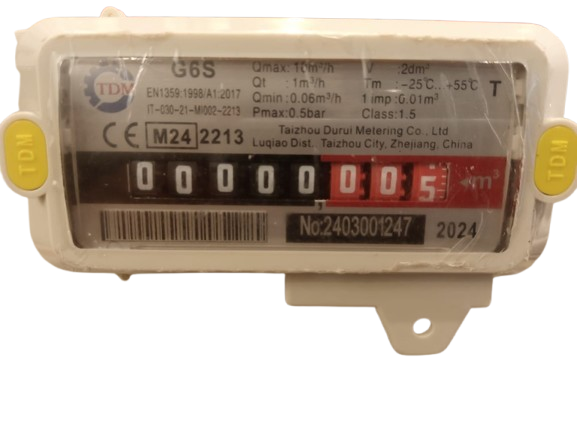 TDM
G6S
Qmax: 10m³/h V :2dm³
Qt : 1m³/h Tm : -25℃.. +55℃ T
EN1359:1998/A1:2017
Qmin : 0.06m³/h 1 imp :0.01m³
IT-030-21-MI002-2213
Pmax:0.5bar Class:1.5
CE M24 2213
Taizhou Durui Metering Co., Ltd
Luqiao Dist. Taizhou City, Zhejiang, China
00000005 m³
No:2403001247 2024
TDM
TDM